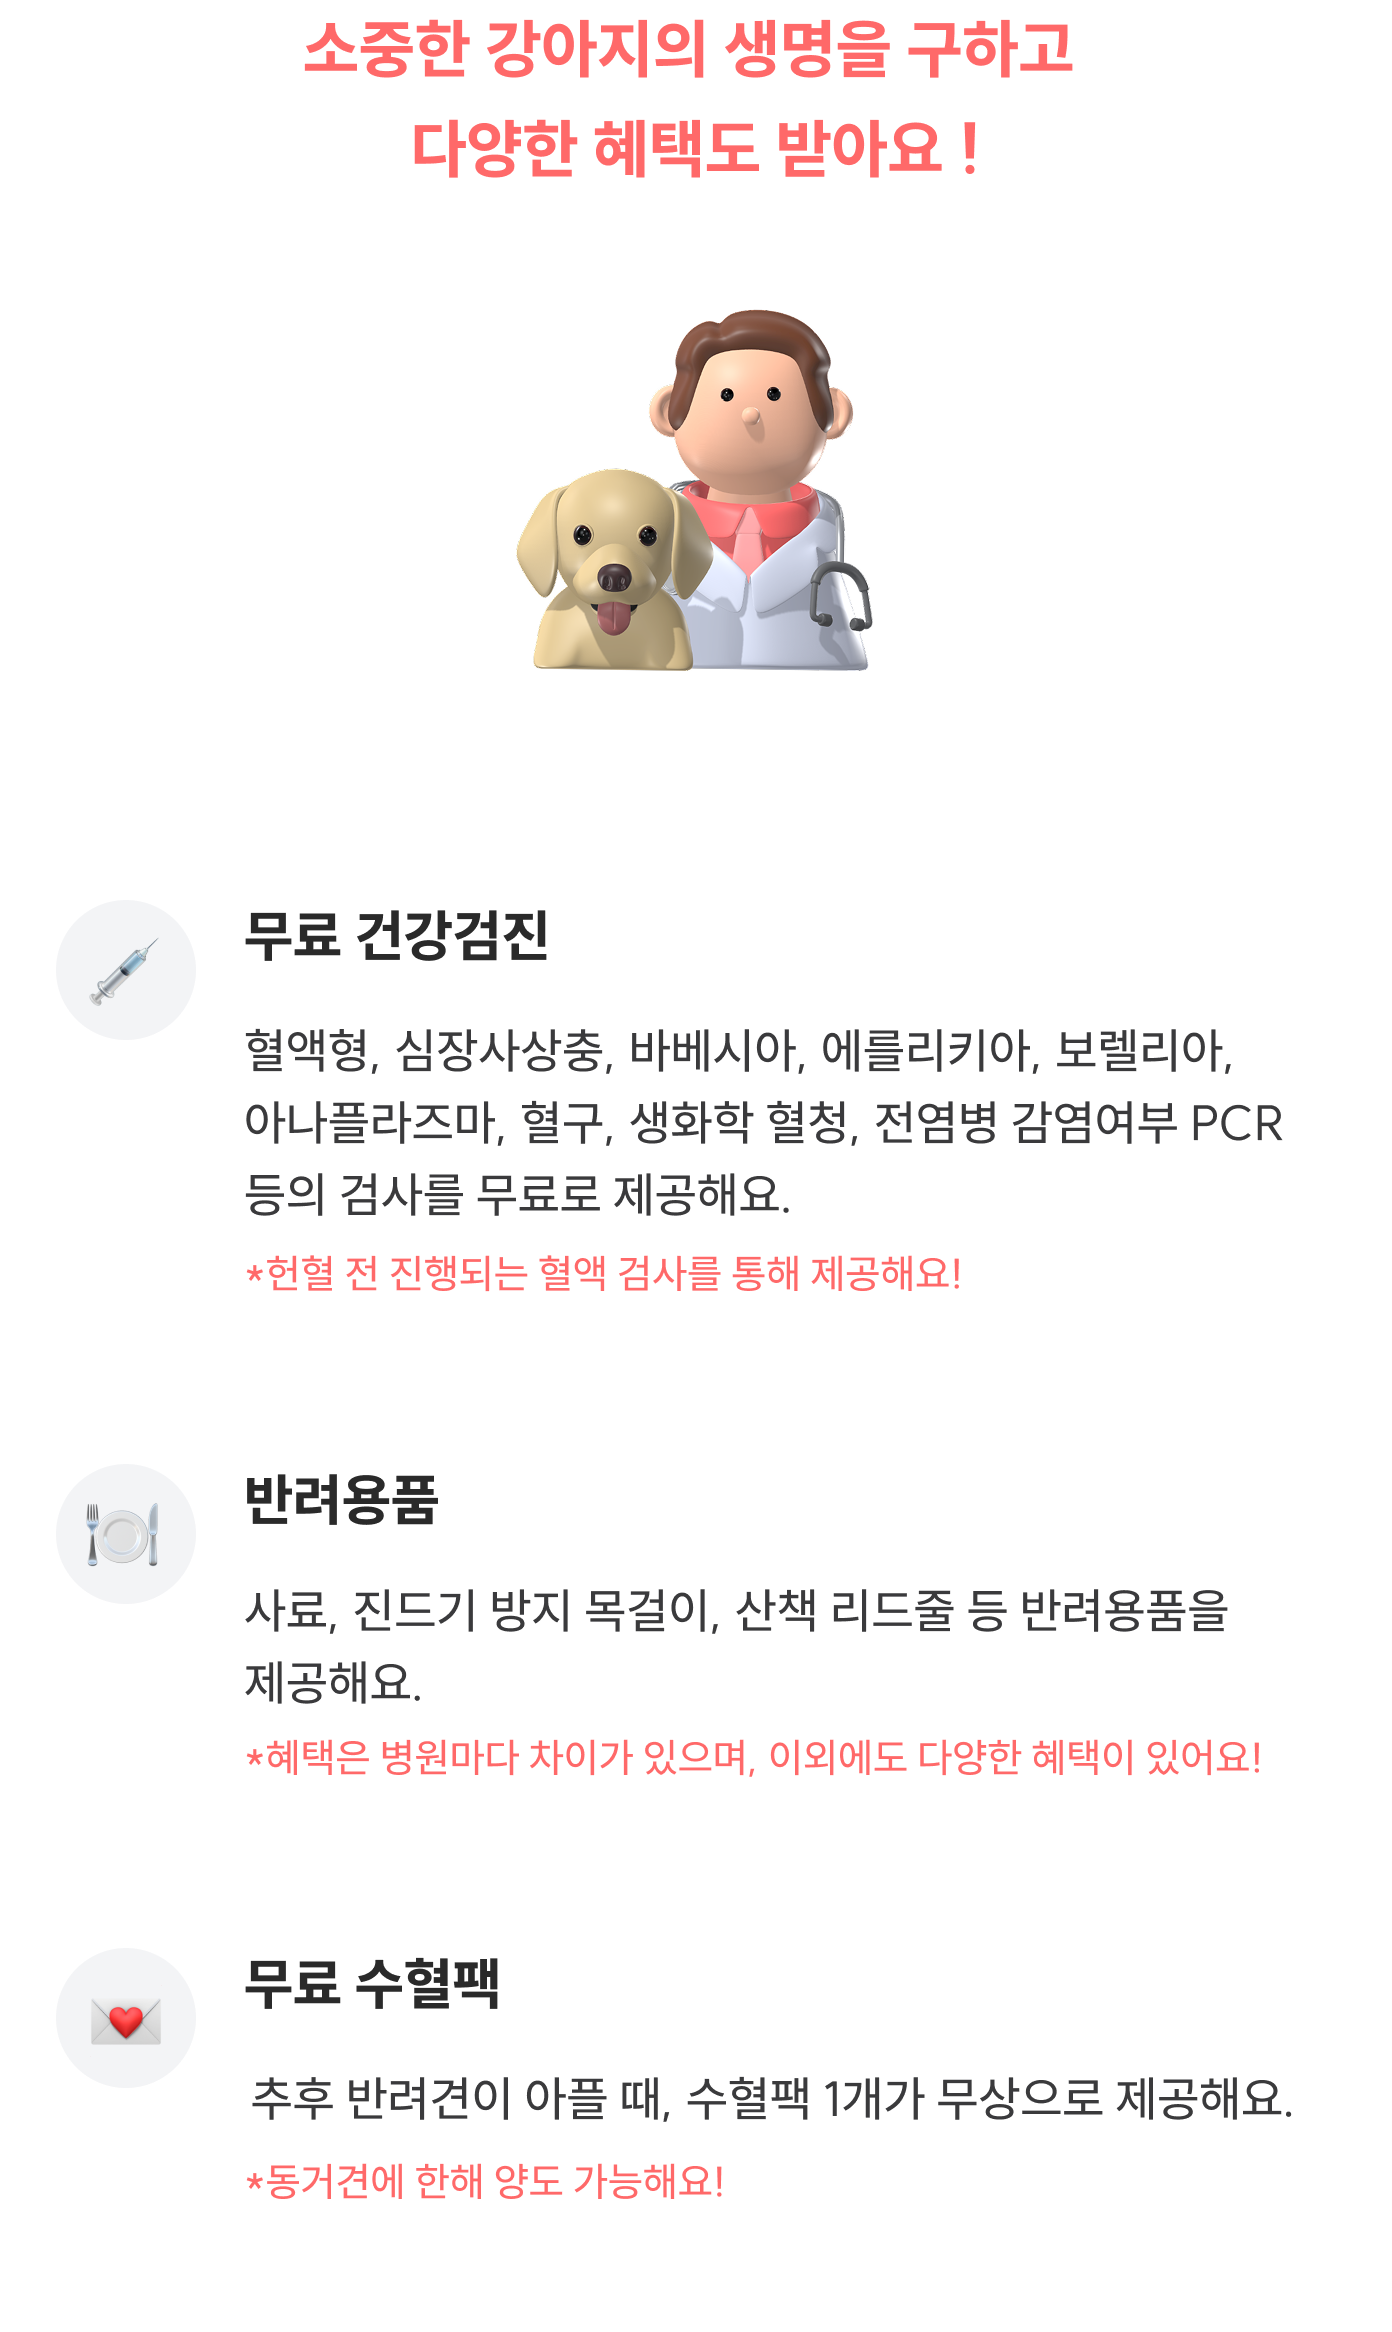 소중한 강아지의 생명을 구하고
다양한 혜택도 받아요 !
무료 건강검진
혈액형, 심장사상충, 바베시아, 에를리키아, 보렐리아,
아나플라즈마, 혈구, 생화학 혈청, 전염병 감염여부 PCR
등의 검사를 무료로 제공해요.
*헌혈 전 진행되는 혈액 검사를 통해 제공해요!
반려용품
사료, 진드기 방지 목걸이, 산책 리드줄 등 반려용품을
제공해요.
*혜택은 병원마다 차이가 있으며, 이외에도 다양한 혜택이 있어요!
무료 수혈팩
추후 반려견이 아플 때, 수혈팩 1개가 무상으로 제공해요.
*동거견에 한해 양도 가능해요!